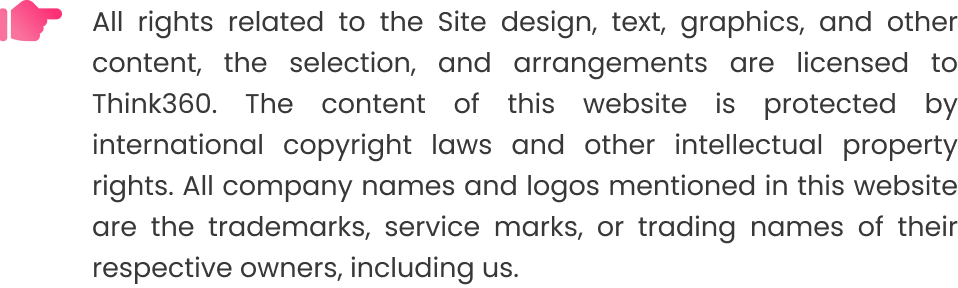 All rights related to the Site design, text, graphics, and other
content, the selection, and arrangements are licensed to
Think360. The content of this website is protected by
international copyright laws and other intellectual property
rights. All company names and logos mentioned in this website
are the trademarks, service marks, or trading names of their
respective owners, including us.